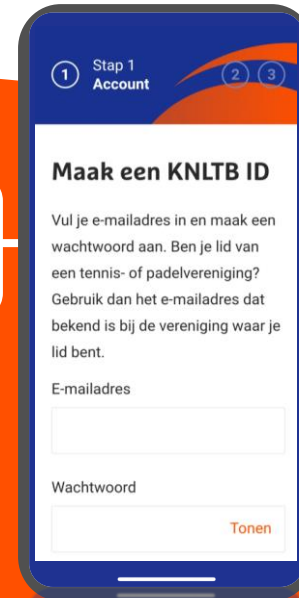 1
Stap 1
Account
2
3
Maak een KNLTB ID
Vul je e-mailadres in en maak een
wachtwoord aan. Ben je lid van
een tennis- of padelvereniging?
Gebruik dan het e-mailadres dat
bekend is bij de vereniging waar je
lid bent.
E-mailadres
Wachtwoord
Tonen